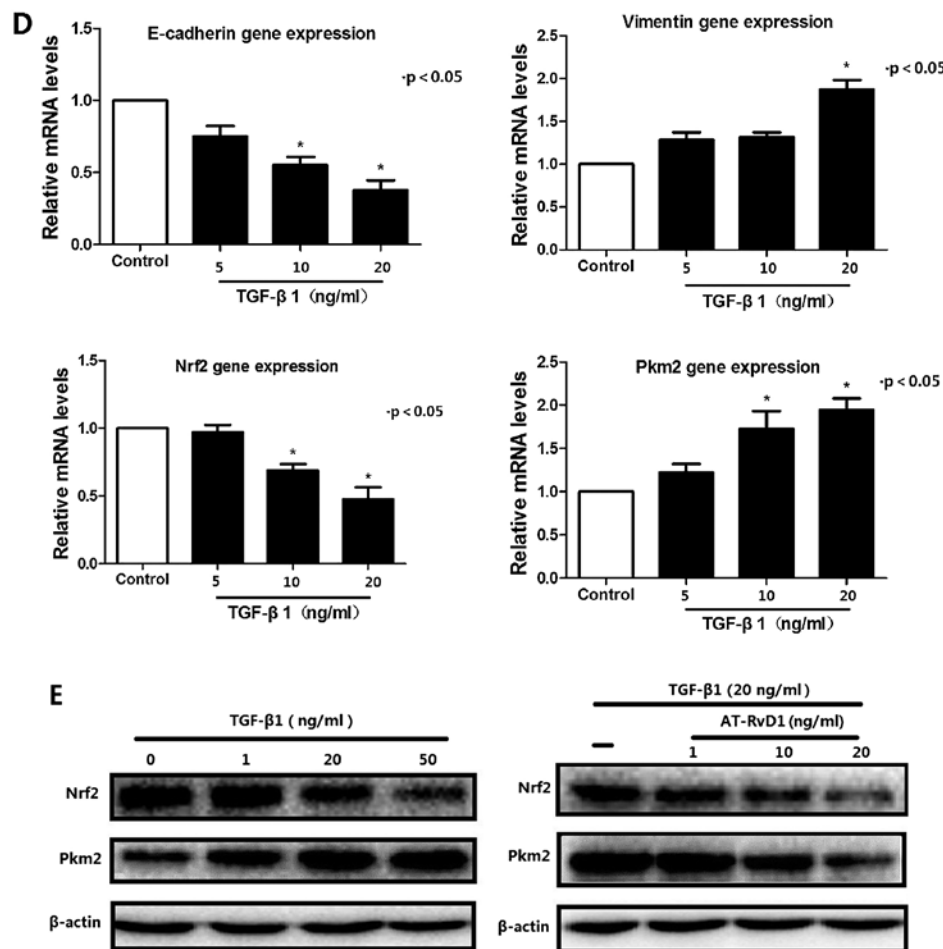 D
E-cadherin gene expression
-p < 0.05
Relative mRNA levels
1.5
1.0
0.5
0.0
*
*
Control
5
10
20
TGF-β 1 (ng/ml)
Vimentin gene expression
-p < 0.05
Relative mRNA levels
2.5
2.0
1.5
1.0
0.5
0.0
*
Control
5
10
20
TGF-β 1 (ng/ml)
Nrf2 gene expression
-p < 0.05
Relative mRNA levels
1.5
1.0
0.5
0.0
*
*
Control
5
10
20
TGF-β 1 (ng/ml)
Pkm2 gene expression
-p < 0.05
Relative mRNA levels
2.5
2.0
1.5
1.0
0.5
0.0
*
*
Control
5
10
20
TGF-β 1 (ng/ml)
E
TGF-β1 ( ng/ml)
0 1 20 50
Nrf2
Pkm2
β-actin
TGF-β1 (20 ng/ml)
AT-RvD1 (ng/ml)
– 1 10 20
Nrf2
Pkm2
β-actin